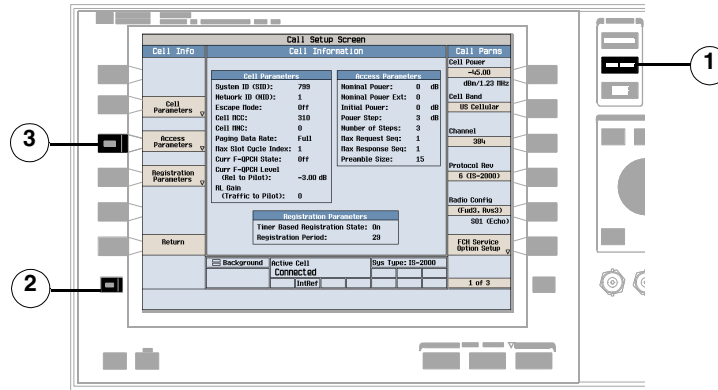 Call Setup Screen
Cell Info
Cell Information
Call Parms
Cell Parameters
Access Parameters
Registration Parameters
Return
Cell Parameters
System ID (SID): 799
Network ID (NID): 1
Escape Mode: Off
Cell MCC: 310
Cell MNC: 0
Paging Data Rate: Full
Max Slot Cycle Index: 1
Curr F-QPCH State: Off
Curr F-QPCH Level
(Rel to Pilot): -3.00 dB
RL Gain
(Traffic to Pilot): 0
Access Parameters
Nominal Power: 0 dB
Nominal Power Ext: 0
Initial Power: 0 dB
Power Step: 3 dB
Number of Steps: 3
Max Request Seq: 1
Max Response Seq: 1
Preamble Size: 15
Registration Parameters
Timer Based Registration State: On
Registration Period: 29
Cell Power
-45.00
dBm/1.23 MHz
Cell Band
US Cellular
Channel
384
Protocol Rev
6 (IS-2000)
Radio Config
(Fwd3, Rvs3)
SO1 (Echo)
FCH Service
Option Setup
Background
Active Cell
Connected
Sys Type: IS-2000
IntRef
1 of 3
1
3
2